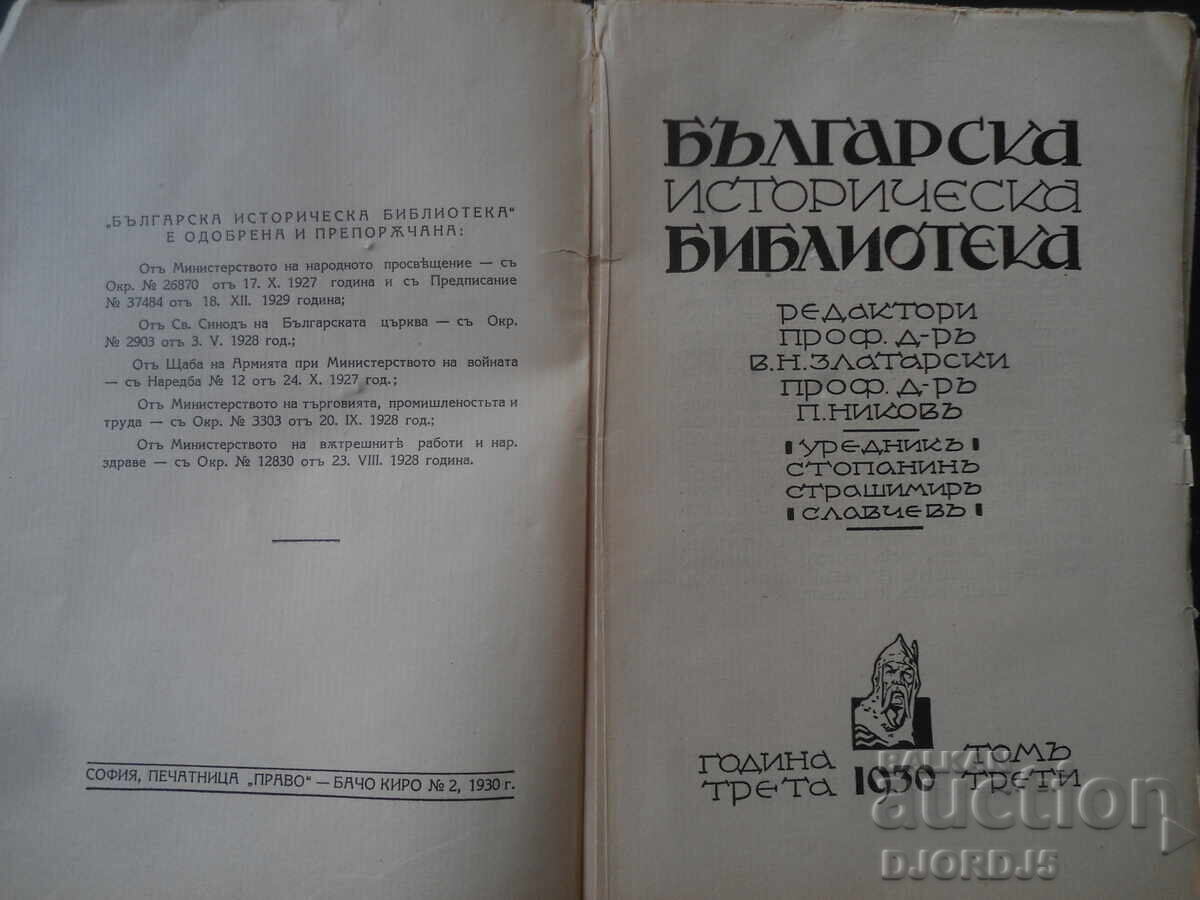 „БЪЛГАРСКА ИСТОРИЧЕСКА БИБЛИОТЕКА“
Е ОДОБРЕНА И ПРЕПОРѪЧАНА:
Отъ Министерството на народното просвѣщение — съ
Окр. № 26870 отъ 17. X. 1927 година и съ Предписание
№ 37484 отъ 18. XII. 1929 година;
Отъ Св. Синодъ на Българската църква — съ Окр.
№ 2903 отъ 3. V. 1928 год.;
Отъ Щаба на Армията при Министерството на войната
— съ Наредба № 12 отъ 24. X. 1927 год.;
Отъ Министерството на търговията, промишленостьта и
труда — съ Окр. № 3303 отъ 20. IX. 1928 год.;
Отъ Министерството на вѫтрешнитѣ работи и нар.
здраве — съ Окр. № 12830 отъ 23. VIII. 1928 година.
СОФИЯ, ПЕЧАТНИЦА „ПРАВО“ — БАЧО КИРО № 2, 1930 г.
БЪЛГАРСКА
ИСТОРИЧЕСКА
БИБЛИОТЕКА
РЕДАКТОРИ
ПРОФ. Д-РЪ
В.Н.ЗЛАТАРСКИ
ПРОФ. Д-РЪ
П.НИКОВЪ
УРЕДНИКЪ
СТОПАНИНЪ
СТРАШИМИРЪ
СЛАВЧЕВЪ
ГОДИНА ТРЕТА
1930
ТОМЪ ТРЕТИ
BALKAN
auction
DJORDJ5